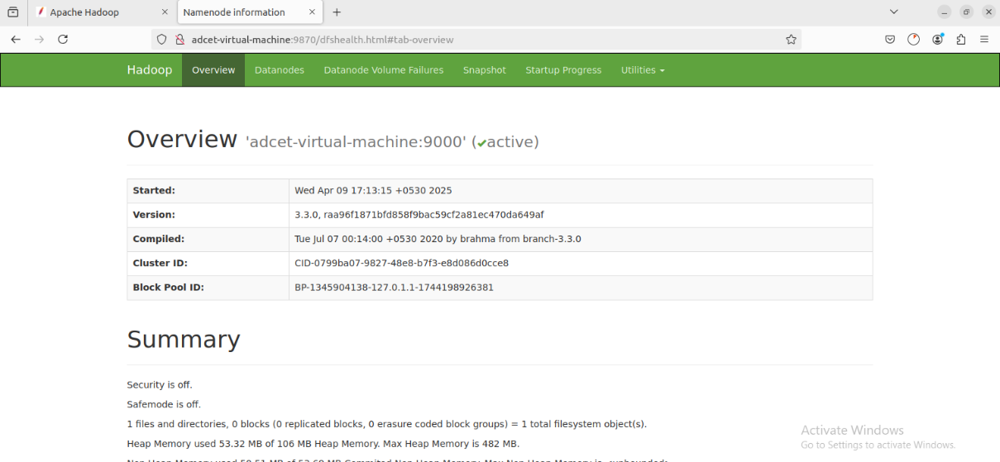 Apache Hadoop
Namenode information
adcet-virtual-machine:9870/dfshealth.html#tab-overview
Hadoop Overview Datanodes Datanode Volume Failures Snapshot Startup Progress Utilities
Overview 'adcet-virtual-machine:9000' (✔active)
Started: Wed Apr 09 17:13:15 +0530 2025
Version: 3.3.0, raa96f1871bfd858f9bac59cf2a81ec470da649af
Compiled: Tue Jul 07 00:14:00 +0530 2020 by brahma from branch-3.3.0
Cluster ID: CID-0799ba07-9827-48e8-b7f3-e8d086d0cce8
Block Pool ID: BP-1345904138-127.0.1.1-1744198926381
Summary
Security is off.
Safemode is off.
1 files and directories, 0 blocks (0 replicated blocks, 0 erasure coded block groups) = 1 total filesystem object(s).
Heap Memory used 53.32 MB of 106 MB Heap Memory. Max Heap Memory is 482 MB.
Activate Windows
Go to Settings to activate Windows.